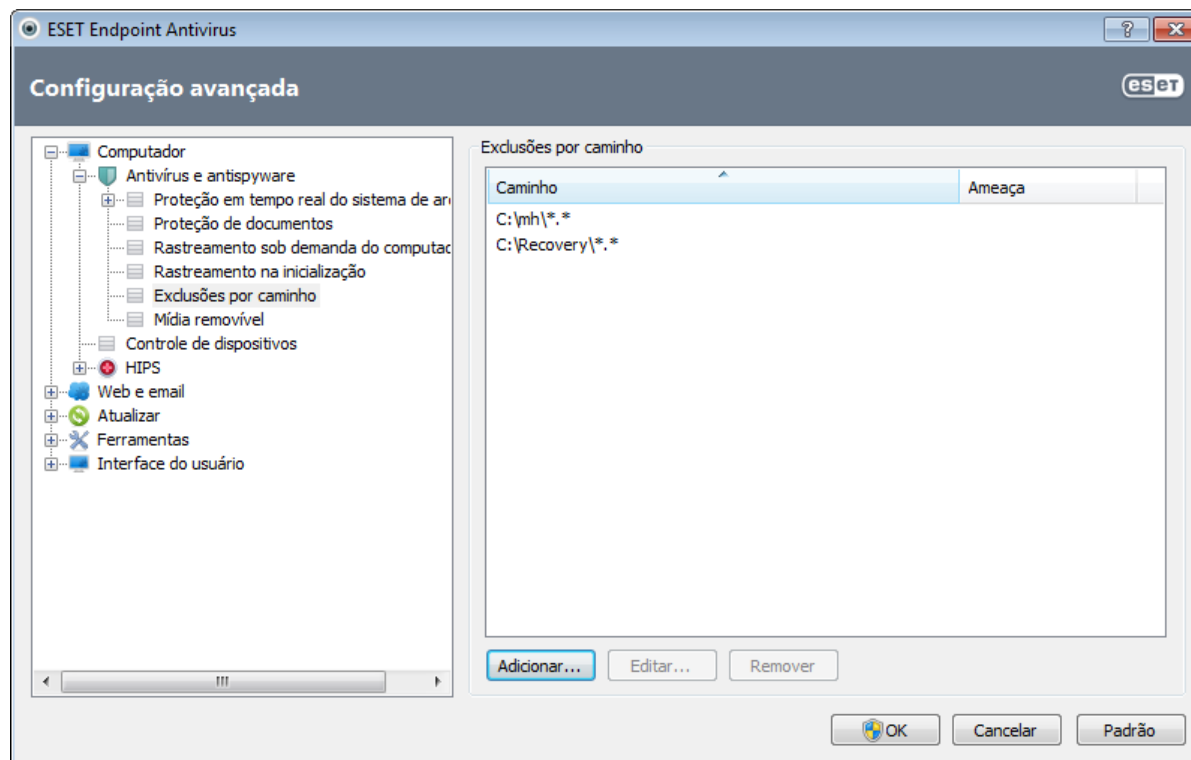 ESET Endpoint Antivirus
Configuração avançada
eseT
Computador
Antivírus e antispyware
Proteção em tempo real do sistema de ar
Proteção de documentos
Rastreamento sob demanda do computac
Rastreamento na inicialização
Exclusões por caminho
Mídia removível
Controle de dispositivos
HIPS
Web e email
Atualizar
Ferramentas
Interface do usuário
Exclusões por caminho
Caminho Ameaça
C:\mh\*.*
C:\Recovery\*.*
Adicionar... Editar... Remover
OK Cancelar Padrão